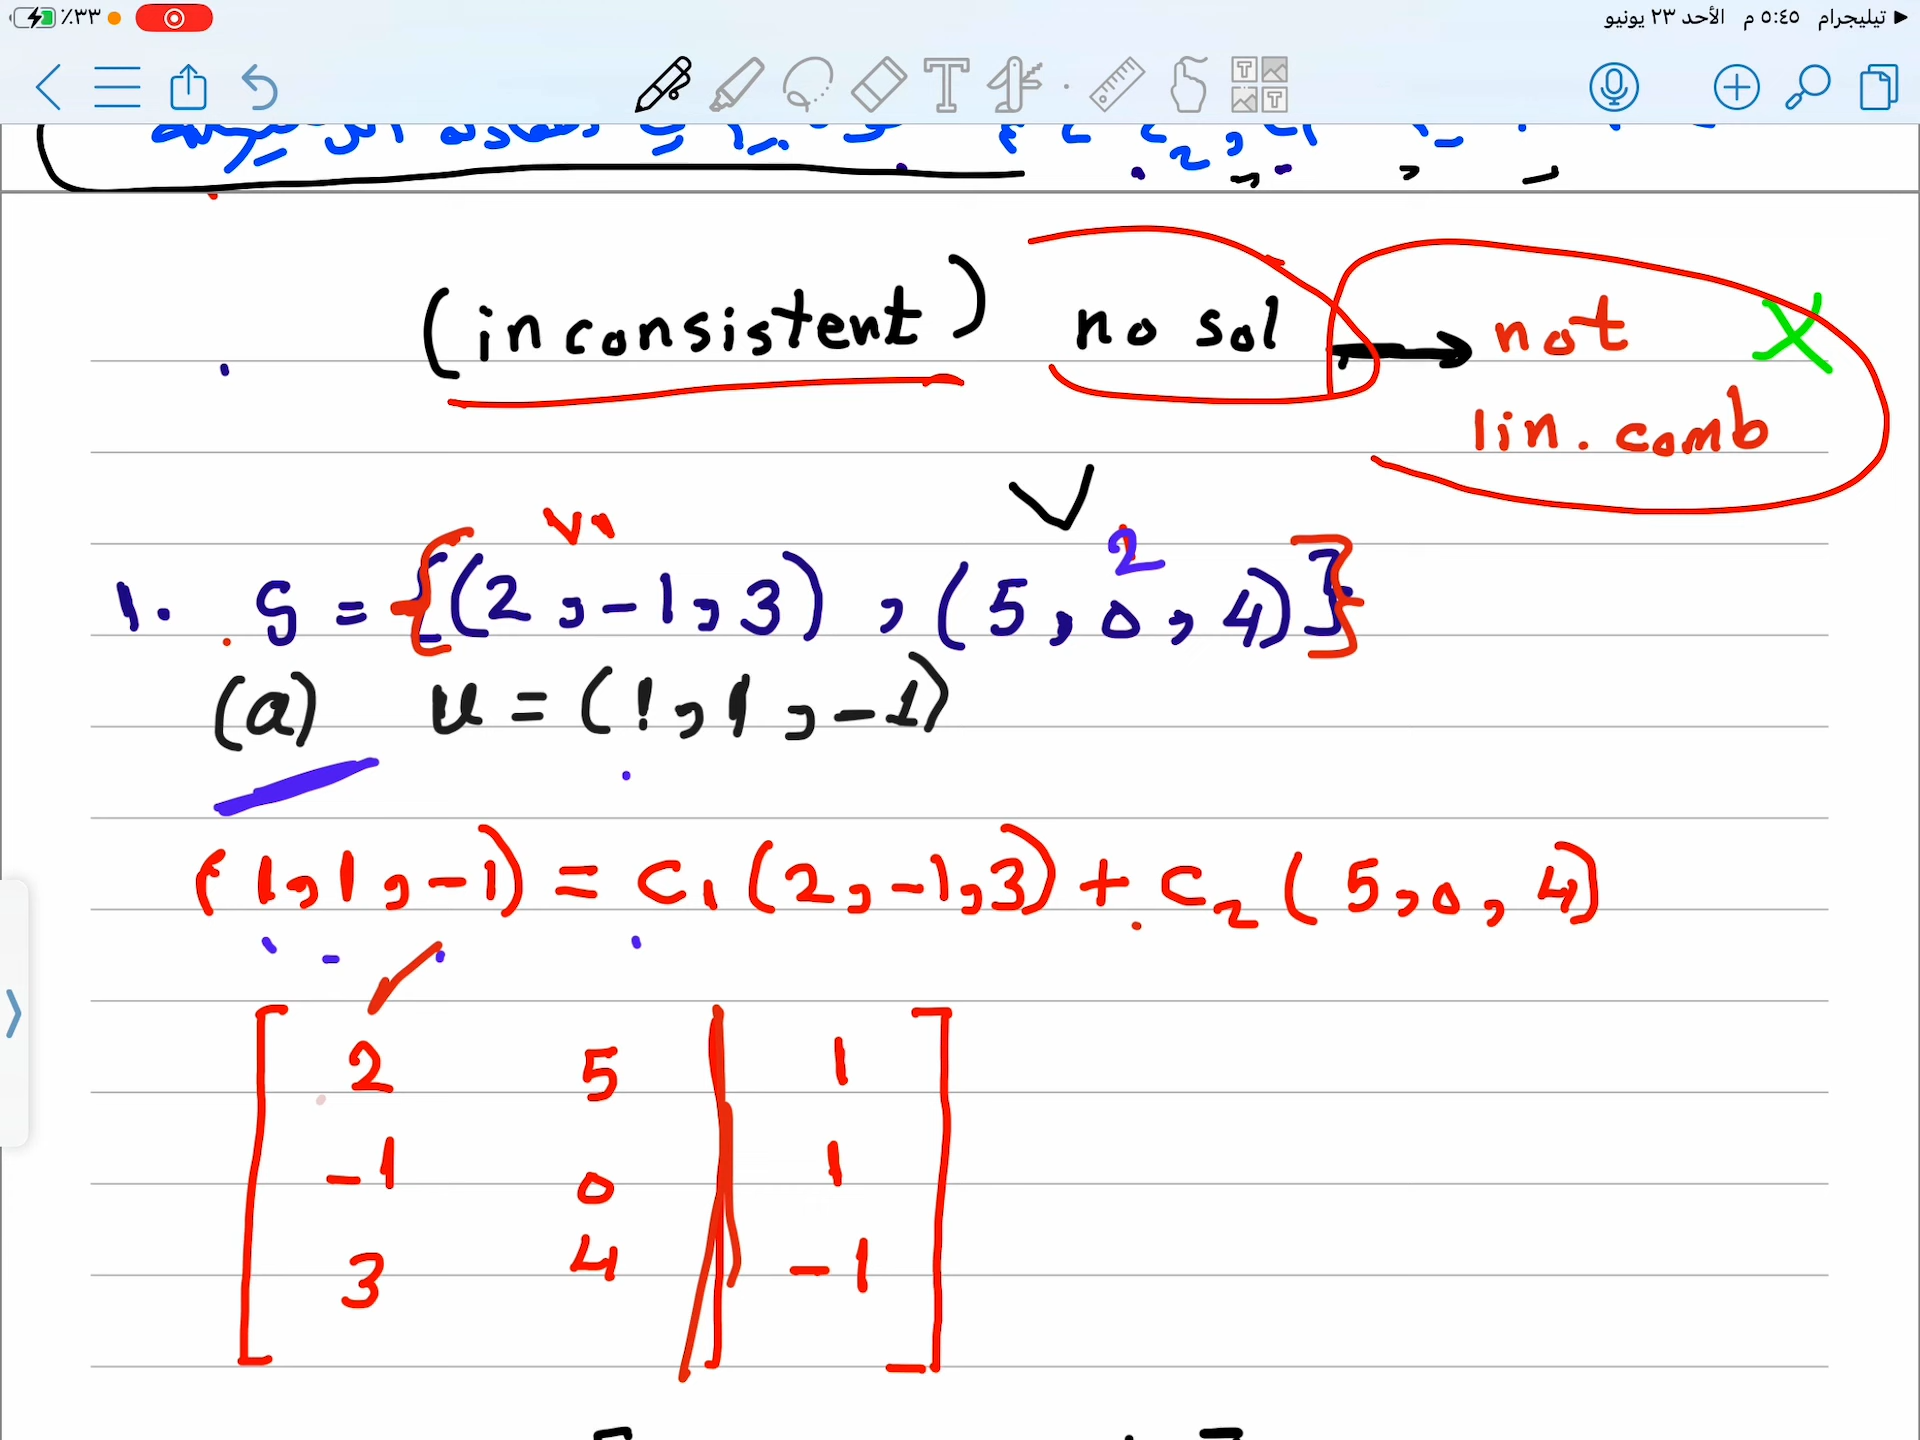 ٪٣٣
٥:٤٥ م الأحد ٢٣ يونيو
تيليجرام
(inconsistent) no sol → not X
lin. comb
v1 v2
1. S = {(2, -1, 3), (5, 0, 4)}
(a) u = (1, 1, -1)
(1, 1, -1) = c1 (2, -1, 3) + c2 (5, 0, 4)
2 5 1
-1 0 1
3 4 -1